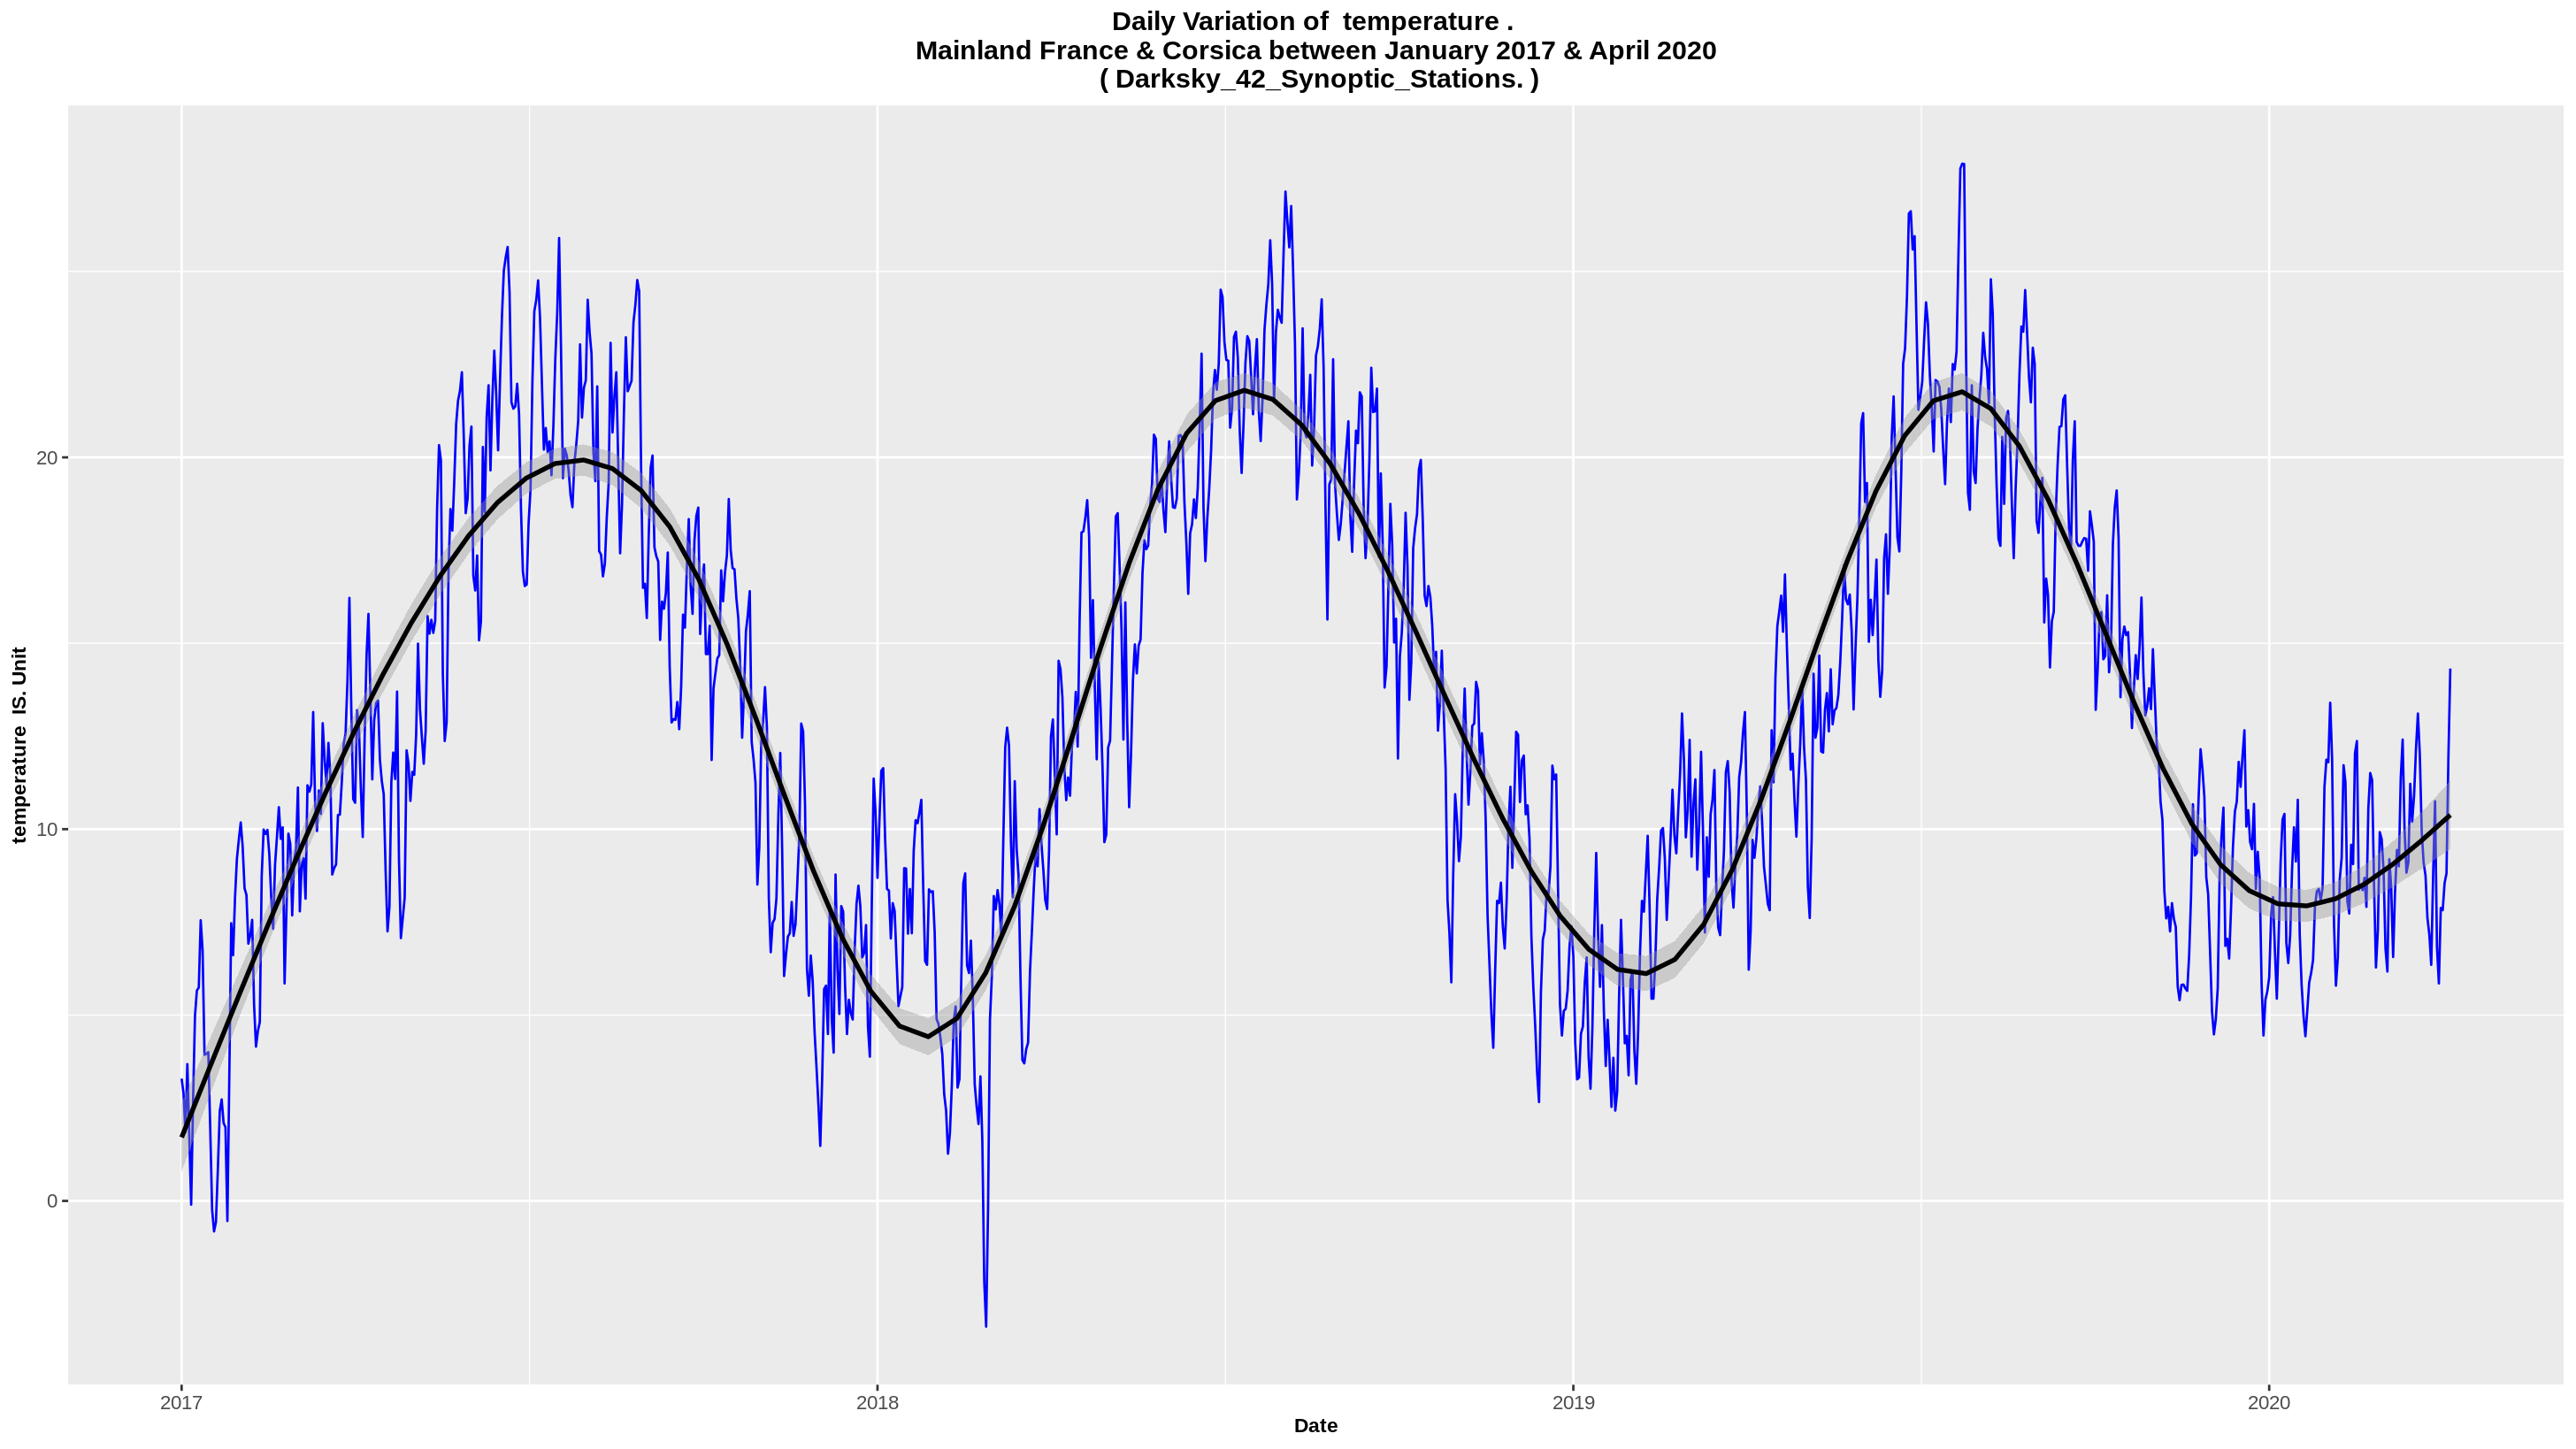 Daily Variation of  temperature .
Mainland France & Corsica between January 2017 & April 2020
( Darksky_42_Synoptic_Stations. )
temperature  IS. Unit
20
10
0
2017 2018 2019 2020
Date